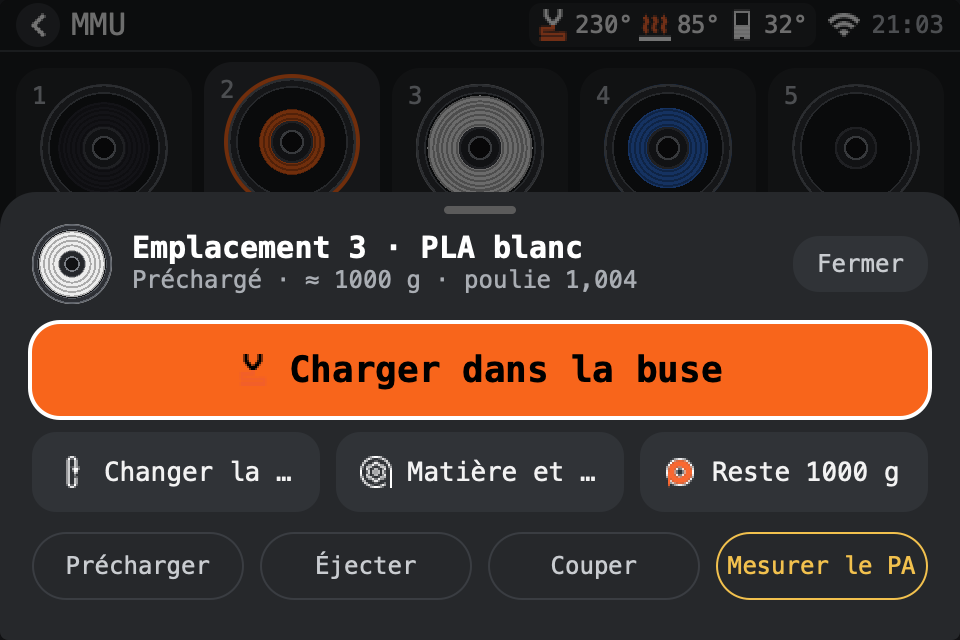 MMU 230° 85° 32° 21:03
1 2 3 4 5
Emplacement 3 · PLA blanc
Préchargé · ≈ 1000 g · poulie 1,004
Fermer
Charger dans la buse
Changer la … Matière et … Reste 1000 g
Précharger Éjecter Couper Mesurer le PA